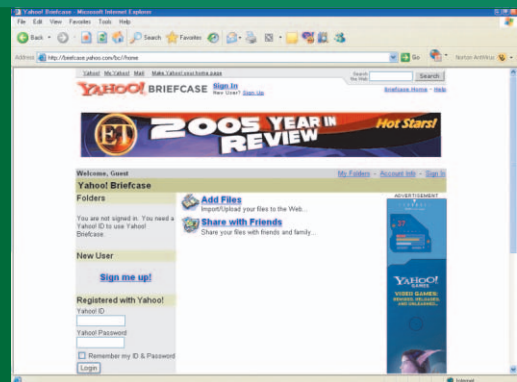 Yahoo! Briefcase - Microsoft Internet Explorer
File Edit View Favorites Tools Help
Back Search Favorites
Address http://briefcase.yahoo.com/bc//home Go Norton AntiVirus
Yahoo! My Yahoo! Mail Make Yahoo! your home page
Search the Web Search
YAHOO! BRIEFCASE Sign In
New User? Sign Up
Briefcase Home - Help
ET 2005 YEAR IN REVIEW Hot Stars!
Welcome, Guest My Folders - Account Info - Sign In
Yahoo! Briefcase
Folders
You are not signed in. You need a Yahoo! ID to use Yahoo! Briefcase.
Add Files
Import/Upload your files to the Web...
Share with Friends
Share your files with friends and family...
New User
Sign me up!
Registered with Yahoo!
Yahoo! ID
Yahoo! Password
Remember my ID & Password
Login
ADVERTISEMENT
YAHOO!
GAMES
VIDEO GAMES:
Internet